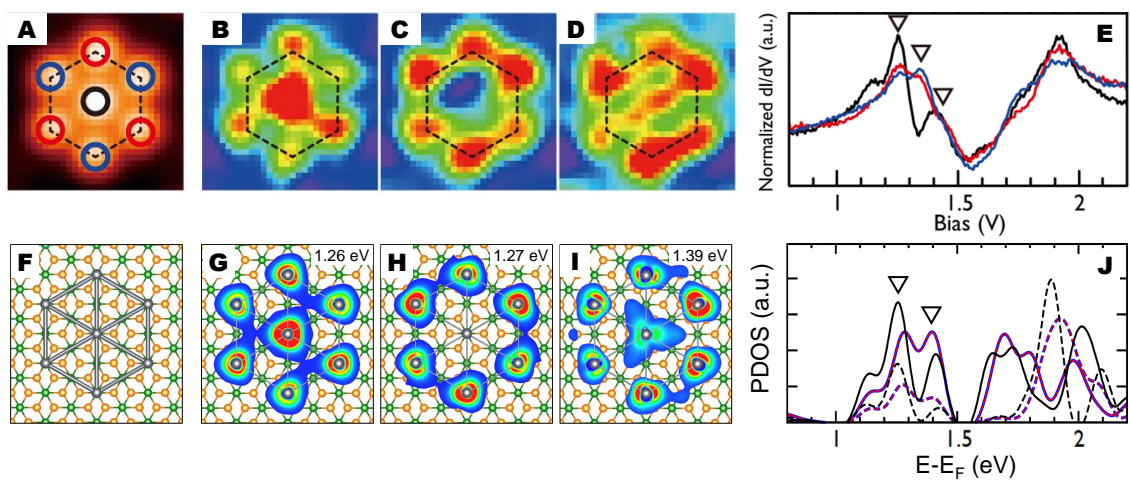 A
B
C
D
E
Normalized dI/dV (a.u.)
1
1.5
2
Bias (V)
F
G
1.26 eV
H
1.27 eV
I
1.39 eV
J
PDOS (a.u.)
1
1.5
2
E-EF (eV)